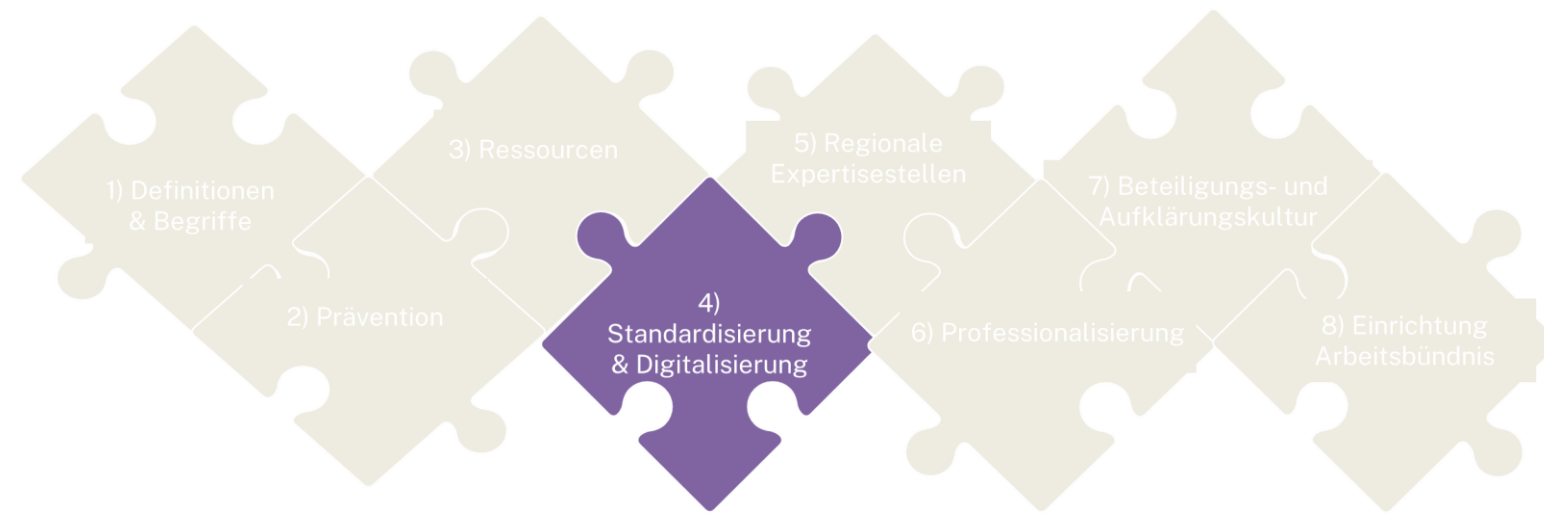 1) Definitionen
& Begriffe
2) Prävention
3) Ressourcen
4)
Standardisierung
& Digitalisierung
5) Regionale
Expertisestellen
6) Professionalisierung
7) Beteiligungs- und
Aufklärungskultur
8) Einrichtung
Arbeitsbündnis